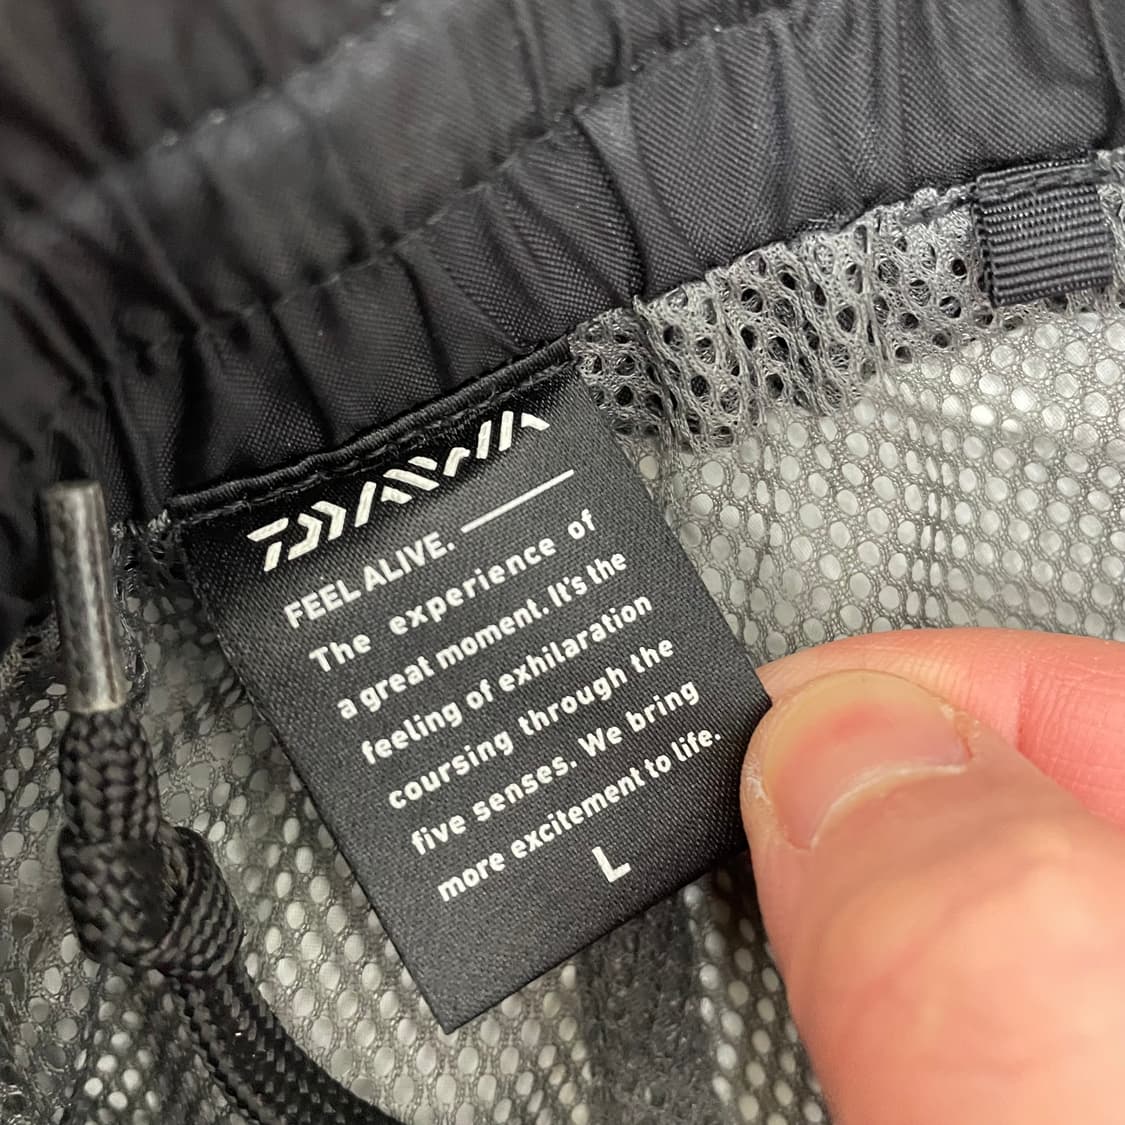 DAIWA
FEEL ALIVE.
The experience of
a great moment. It's the
feeling of exhilaration
coursing through the
five senses. We bring
more excitement to life.
L